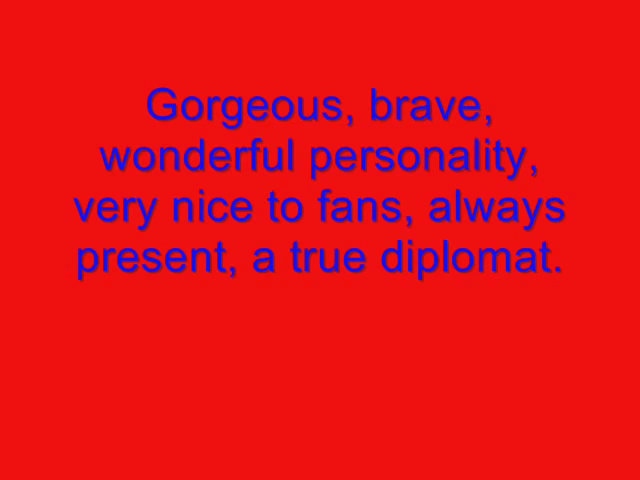 Gorgeous, brave,
wonderful personality,
very nice to fans, always
present, a true diplomat.